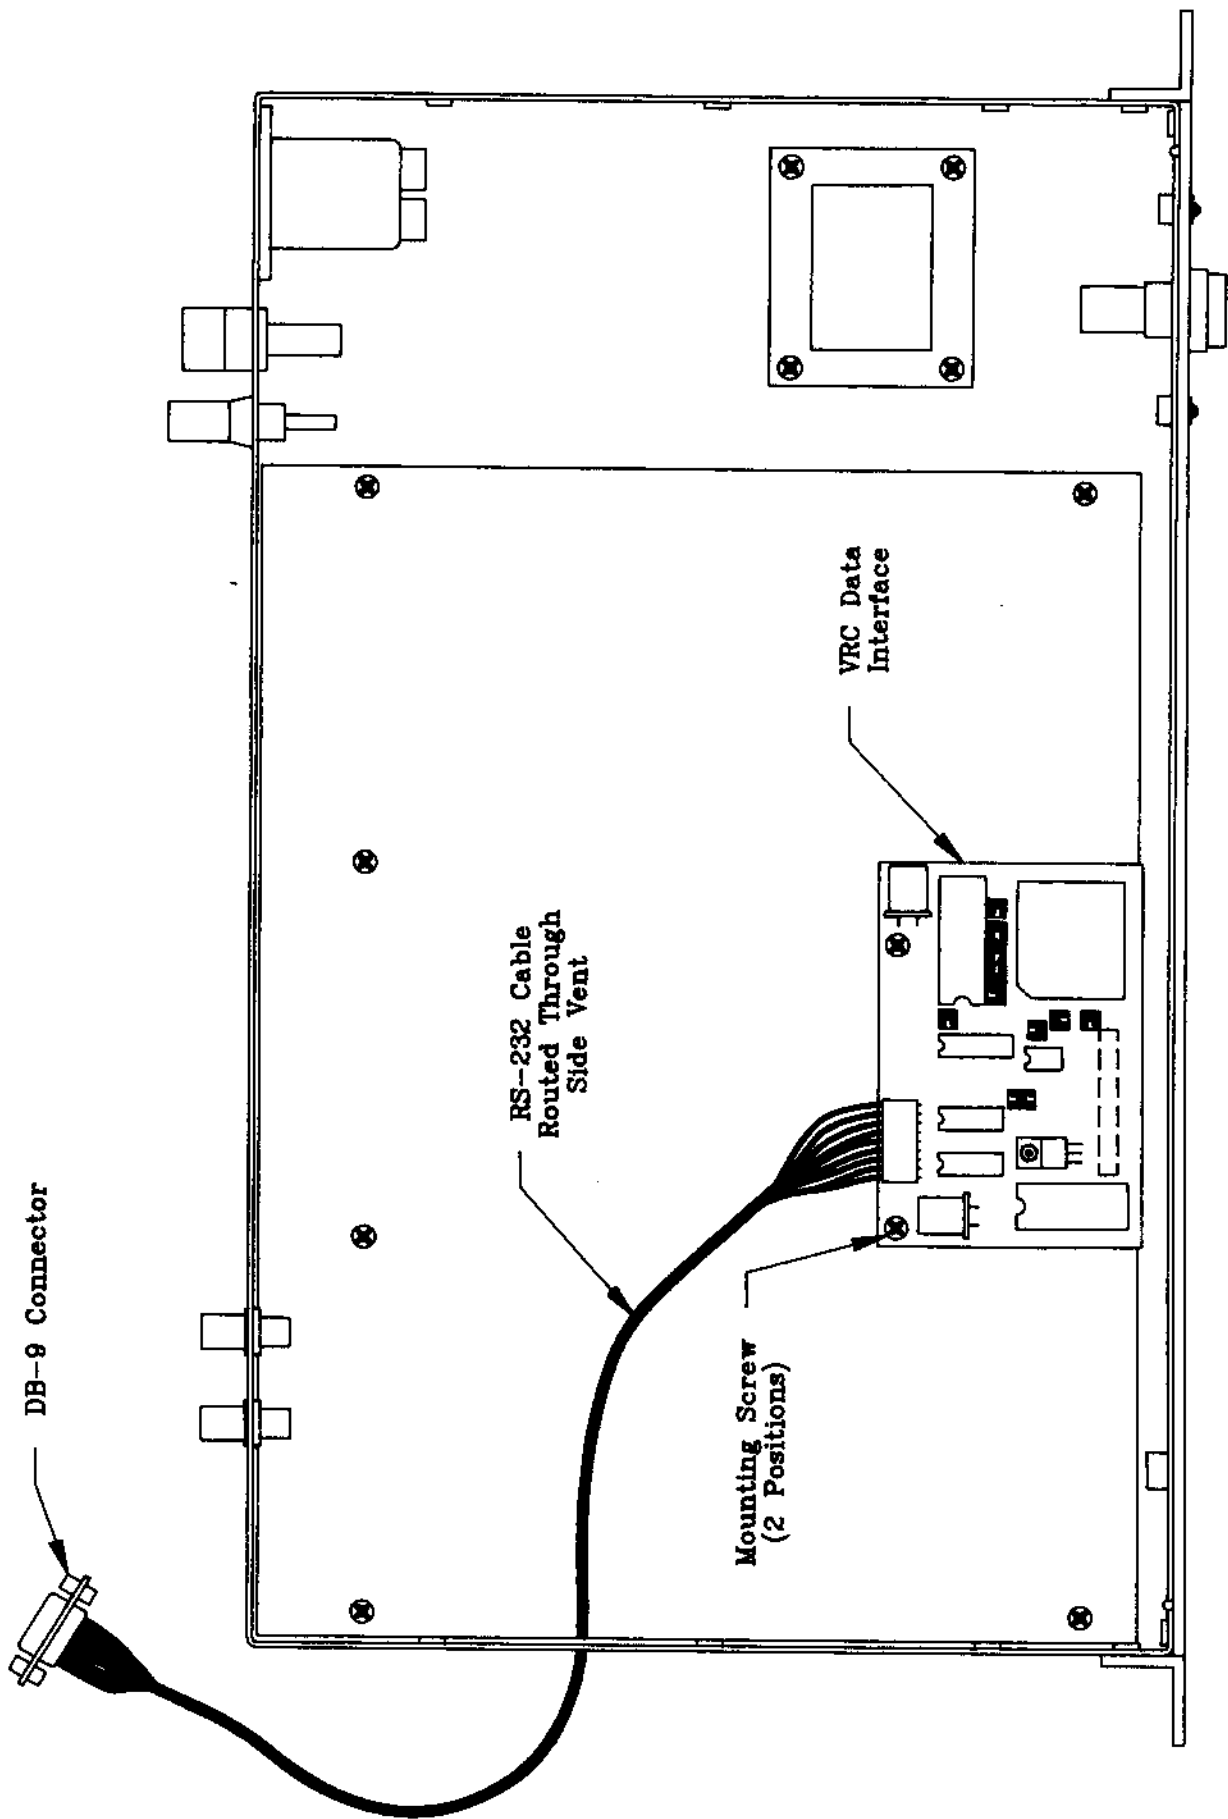 DB-9 Connector
RS-232 Cable
Routed Through
Side Vent
Mounting Screw
(2 Positions)
VRC Data
Interface